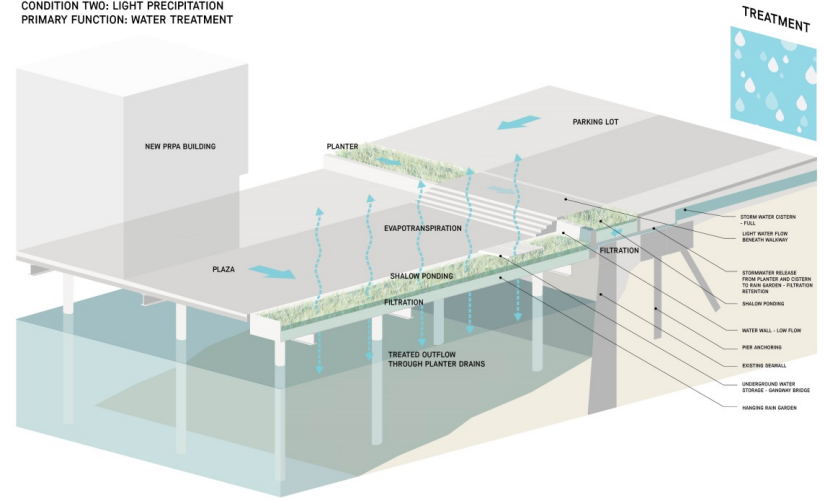 CONDITION TWO: LIGHT PRECIPITATION
PRIMARY FUNCTION: WATER TREATMENT
TREATMENT
PARKING LOT
NEW PRPA BUILDING
PLANTER
EVAPOTRANSPIRATION
PLAZA
SHALOW PONDING
FILTRATION
FILTRATION
TREATED OUTFLOW
THROUGH PLANTER DRAINS
STORM WATER CISTERN
- FULL
LIGHT WATER FLOW
BENEATH WALKWAY
STORMWATER RELEASE
FROM PLANTER AND CISTERN
TO RAIN GARDEN - FILTRATION
RETENTION
SHALOW PONDING
WATER WALL - LOW FLOW
PIER ANCHORING
EXISTING SEAWALL
UNDERGROUND WATER
STORAGE - GANGWAY BRIDGE
HANGING RAIN GARDEN